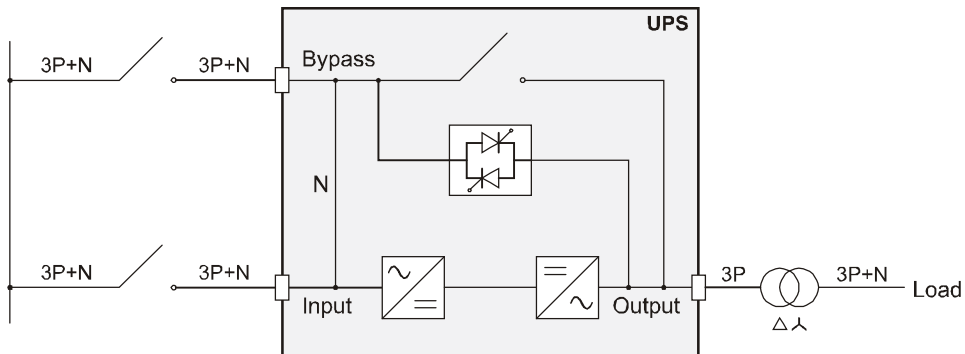 UPS
3P+N
3P+N
Bypass
N
3P+N
3P+N
Input
Output
3P
3P+N
Load